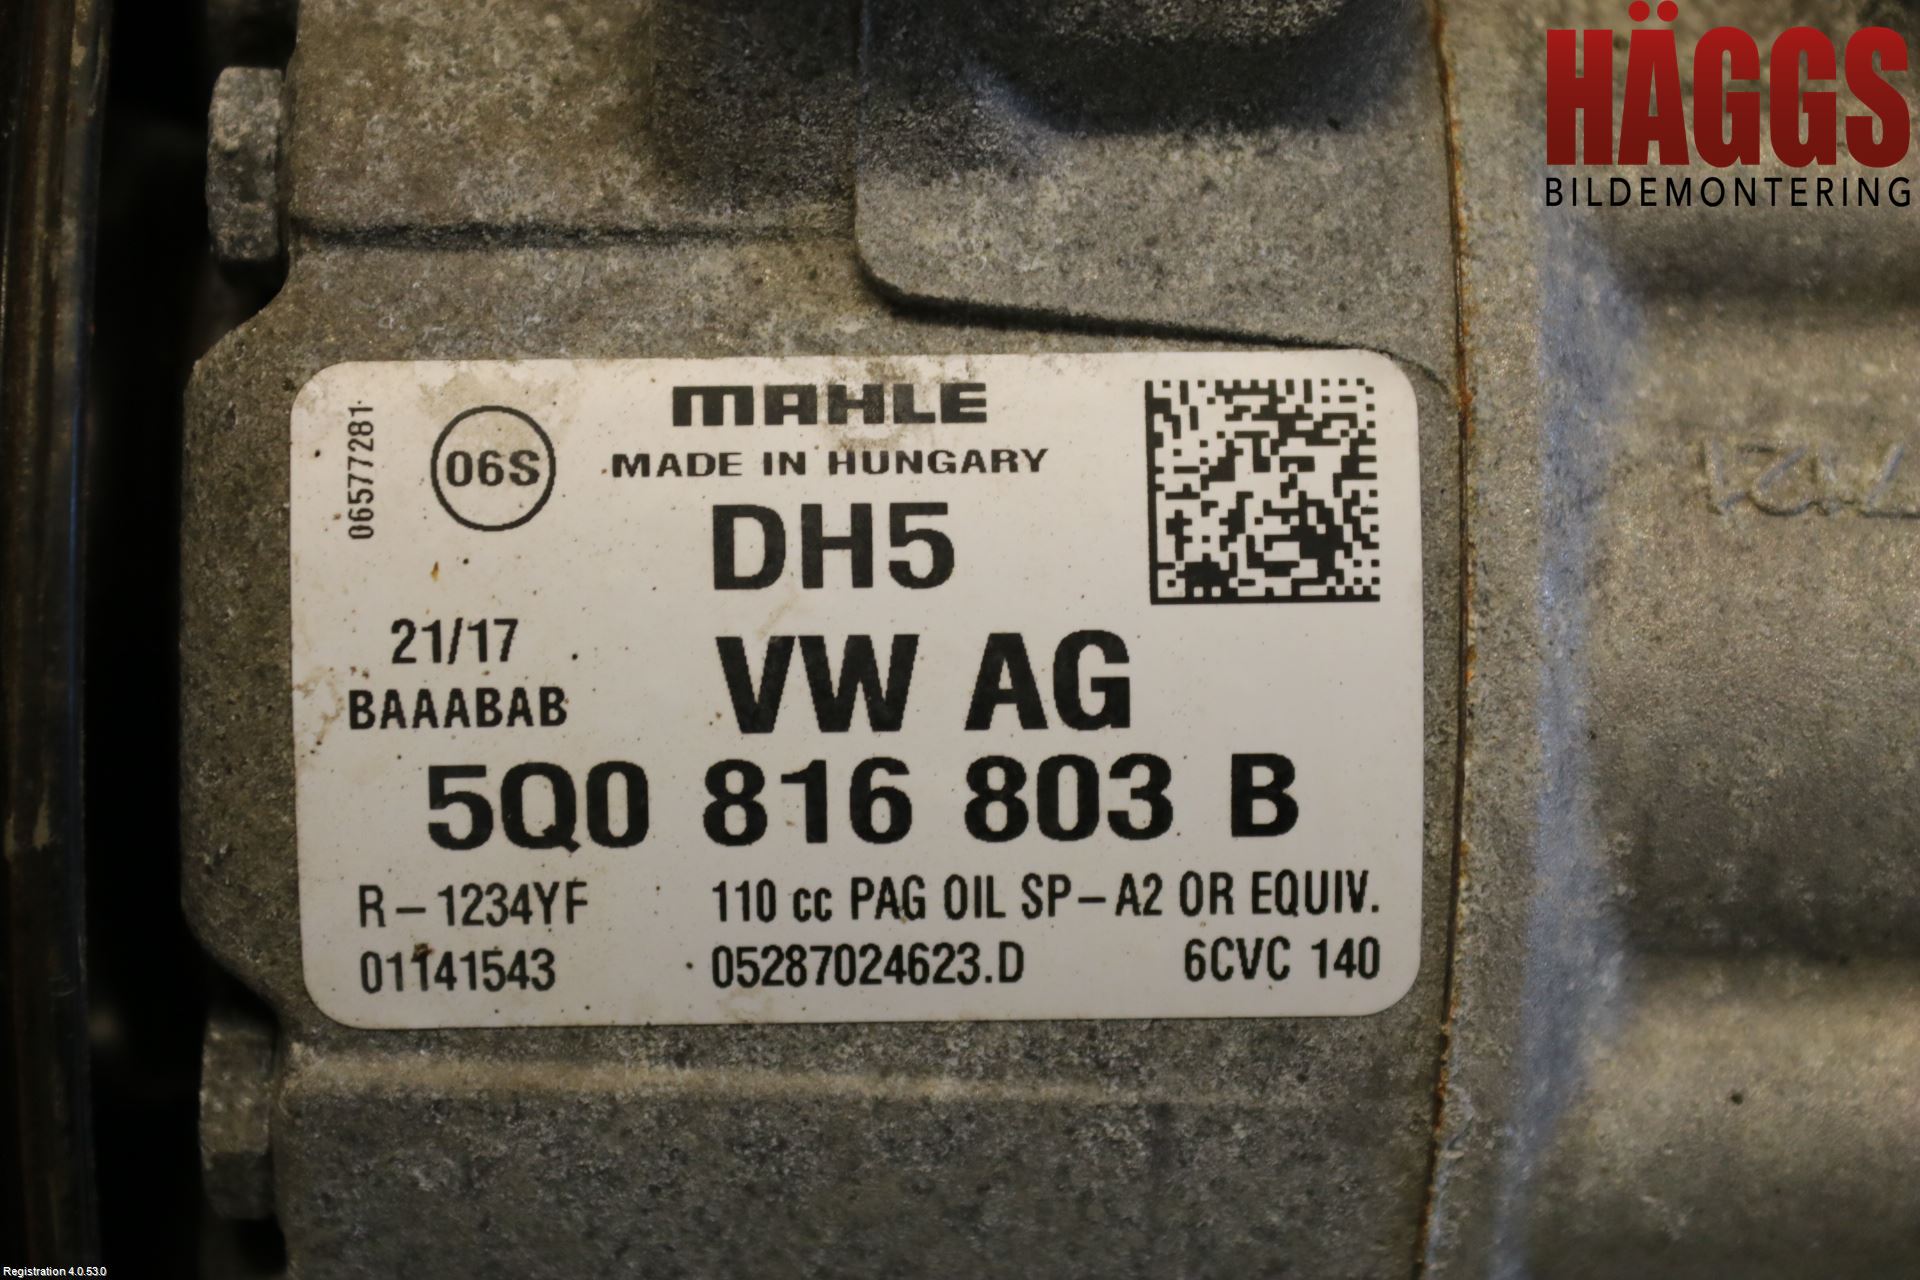 HÄGGS
BILDEMONTERING
06577281
06S
MAHLE
MADE IN HUNGARY
DH5
21/17
BAAABAB
VW AG
5Q0 816 803 B
R-1234YF
110 cc PAG OIL SP-A2 OR EQUIV.
01141543
05287024623.D
6CVC 140
Registration 4.0.53.0